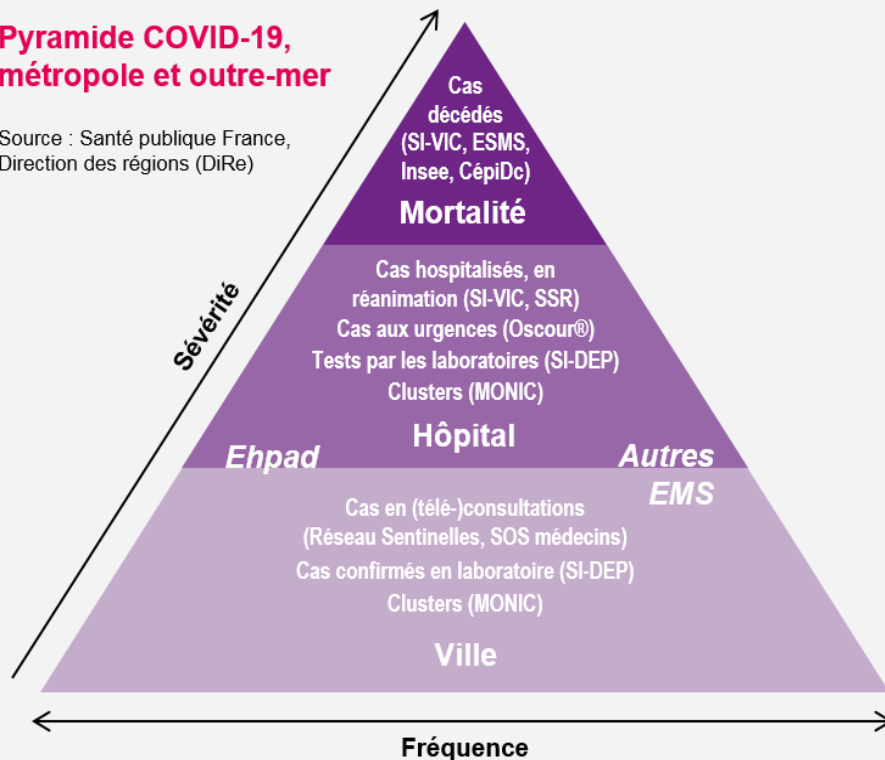 Pyramide COVID-19,
métropole et outre-mer
Source : Santé publique France,
Direction des régions (DiRe)
Sévérité
Cas
décédés
(SI-VIC, ESMS,
Insee, CépiDc)
Mortalité
Cas hospitalisés, en
réanimation (SI-VIC, SSR)
Cas aux urgences (Oscour®)
Tests par les laboratoires (SI-DEP)
Clusters (MONIC)
Hôpital
Ehpad
Autres
EMS
Cas en (télé-)consultations
(Réseau Sentinelles, SOS médecins)
Cas confirmés en laboratoire (SI-DEP)
Clusters (MONIC)
Ville
Fréquence